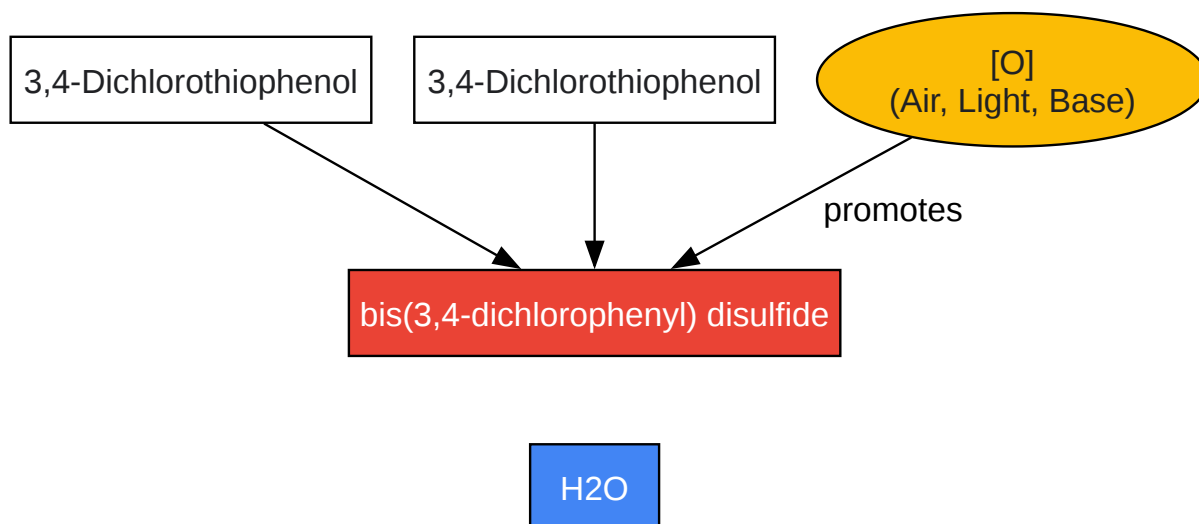 3,4-Dichlorothiophenol
3,4-Dichlorothiophenol
[O]
(Air, Light, Base)
promotes
bis(3,4-dichlorophenyl) disulfide
H2O